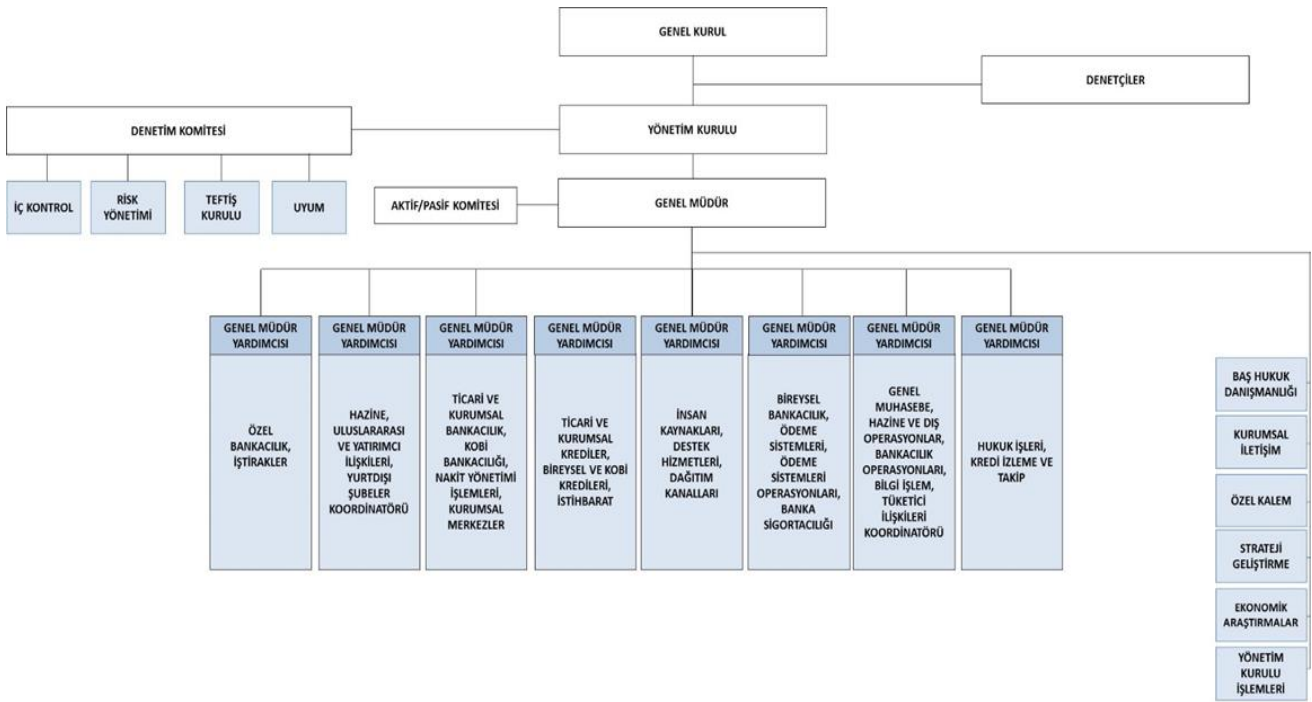 GENEL KURUL
DENETÇİLER
DENETİM KOMİTESİ
YÖNETİM KURULU
İÇ KONTROL
RİSK
YÖNETİMİ
TEFTİŞ
KURULU
UYUM
AKTİF/PASİF KOMİTESİ
GENEL MÜDÜR
GENEL MÜDÜR
YARDIMCISI
ÖZEL
BANKACILIK,
İŞTİRAKLER
GENEL MÜDÜR
YARDIMCISI
HAZİNE,
ULUSLARARASI
VE YATIRIMCI
İLİŞKİLERİ,
YURTDIŞI
ŞUBELER
KOORDİNATÖRÜ
GENEL MÜDÜR
YARDIMCISI
TİCARİ VE
KURUMSAL
BANKACILIK,
KOBİ
BANKACILIĞI,
NAKİT YÖNETİMİ
İŞLEMLERİ,
KURUMSAL
MERKEZLER
GENEL MÜDÜR
YARDIMCISI
TİCARİ VE
KURUMSAL
KREDİLER,
BİREYSEL VE KOBİ
KREDİLERİ,
İSTİHBARAT
GENEL MÜDÜR
YARDIMCISI
İNSAN
KAYNAKLARI,
DESTEK
HİZMETLERİ,
DAĞITIM
KANALLARI
GENEL MÜDÜR
YARDIMCISI
BİREYSEL
BANKACILIK,
ÖDEME
SİSTEMLERİ,
ÖDEME
SİSTEMLERİ
OPERASYONLARI,
BANKA
SİGORTACILIĞI
GENEL MÜDÜR
YARDIMCISI
GENEL
MUHASEBE,
HAZİNE VE DIŞ
OPERASYONLAR,
BANKACILIK
OPERASYONLARI,
BİLGİ İŞLEM,
TÜKETİCİ
İLİŞKİLERİ
KOORDİNATÖRÜ
GENEL MÜDÜR
YARDIMCISI
HUKUK İŞLERİ,
KREDİ İZLEME VE
TAKİP
BAŞ HUKUK
DANIŞMANLIĞI
KURUMSAL
İLETİŞİM
ÖZEL KALEM
STRATEJİ
GELİŞTİRME
EKONOMİK
ARAŞTIRMALAR
YÖNETİM
KURULU
İŞLEMLERİ